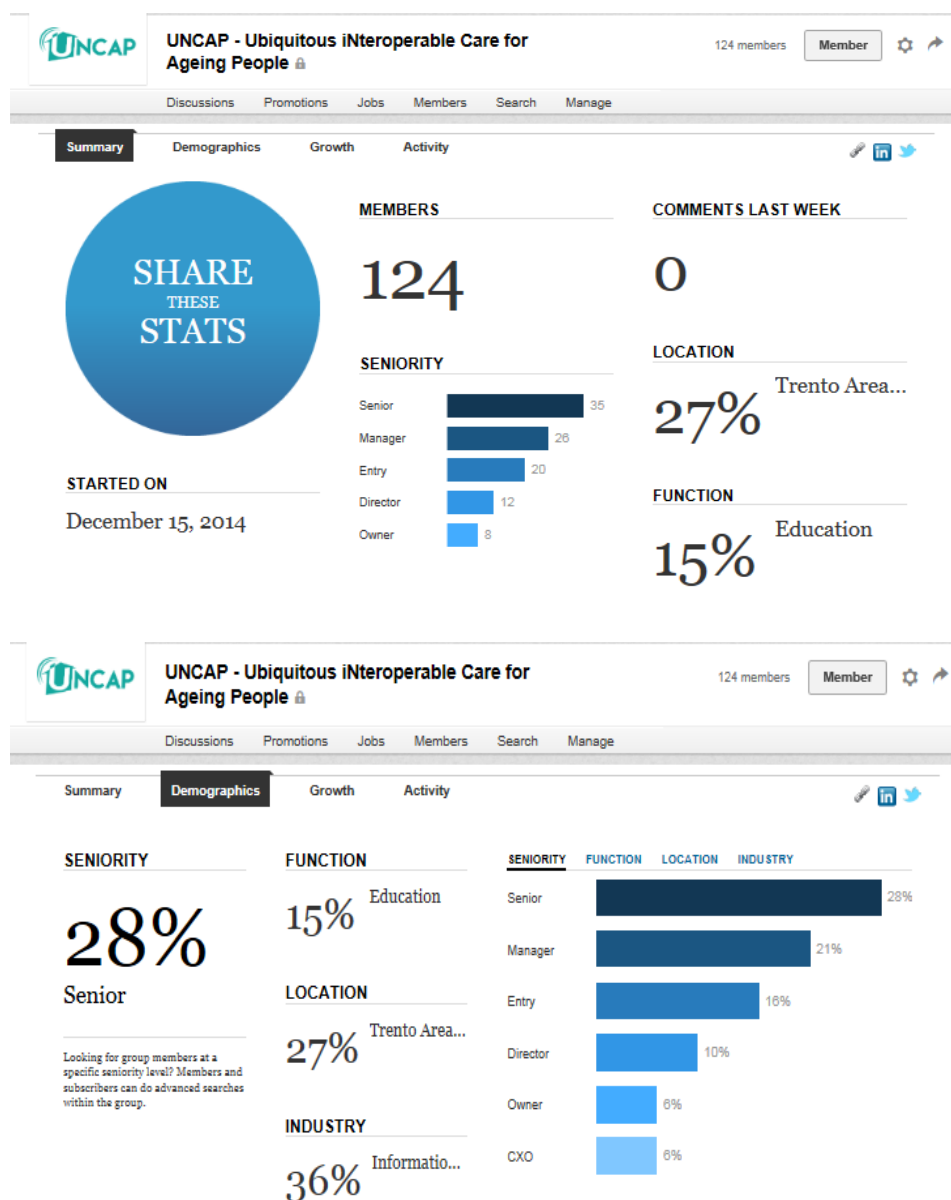 UNCAP
UNCAP - Ubiquitous iNteroperable Care for
Ageing People
124 members
Member
Discussions Promotions Jobs Members Search Manage
Summary Demographics Growth Activity
in
SHARE
THESE
STATS
STARTED ON
December 15, 2014
MEMBERS
124
SENIORITY
Senior 35
Manager 26
Entry 20
Director 12
Owner 8
COMMENTS LAST WEEK
0
LOCATION
27% Trento Area...
FUNCTION
15% Education
UNCAP
UNCAP - Ubiquitous iNteroperable Care for
Ageing People
124 members
Member
Discussions Promotions Jobs Members Search Manage
Summary Demographics Growth Activity
in
SENIORITY
28%
Senior
Looking for group members at a
specific seniority level? Members and
subscribers can do advanced searches
within the group.
FUNCTION
15% Education
LOCATION
27% Trento Area...
INDUSTRY
36% Informatio...
SENIORITY FUNCTION LOCATION INDUSTRY
Senior 28%
Manager 21%
Entry 16%
Director 10%
Owner 6%
CXO 6%